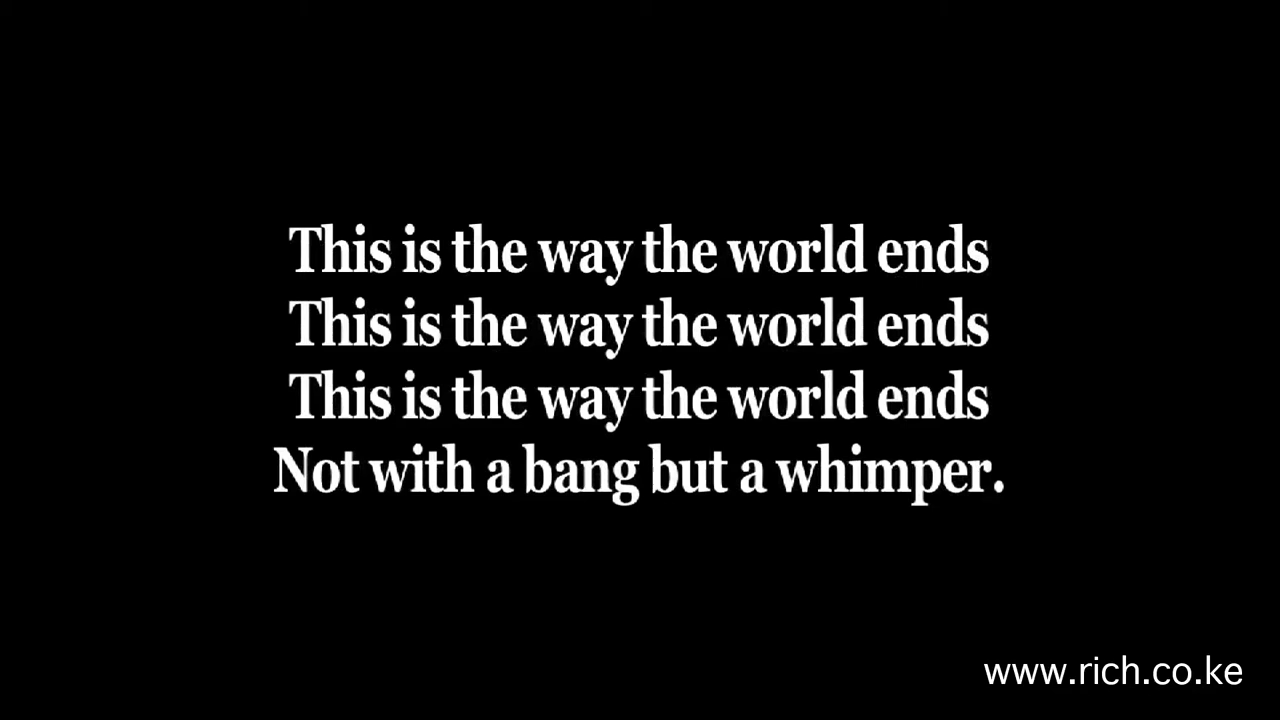 This is the way the world ends
This is the way the world ends
This is the way the world ends
Not with a bang but a whimper.
www.rich.co.ke